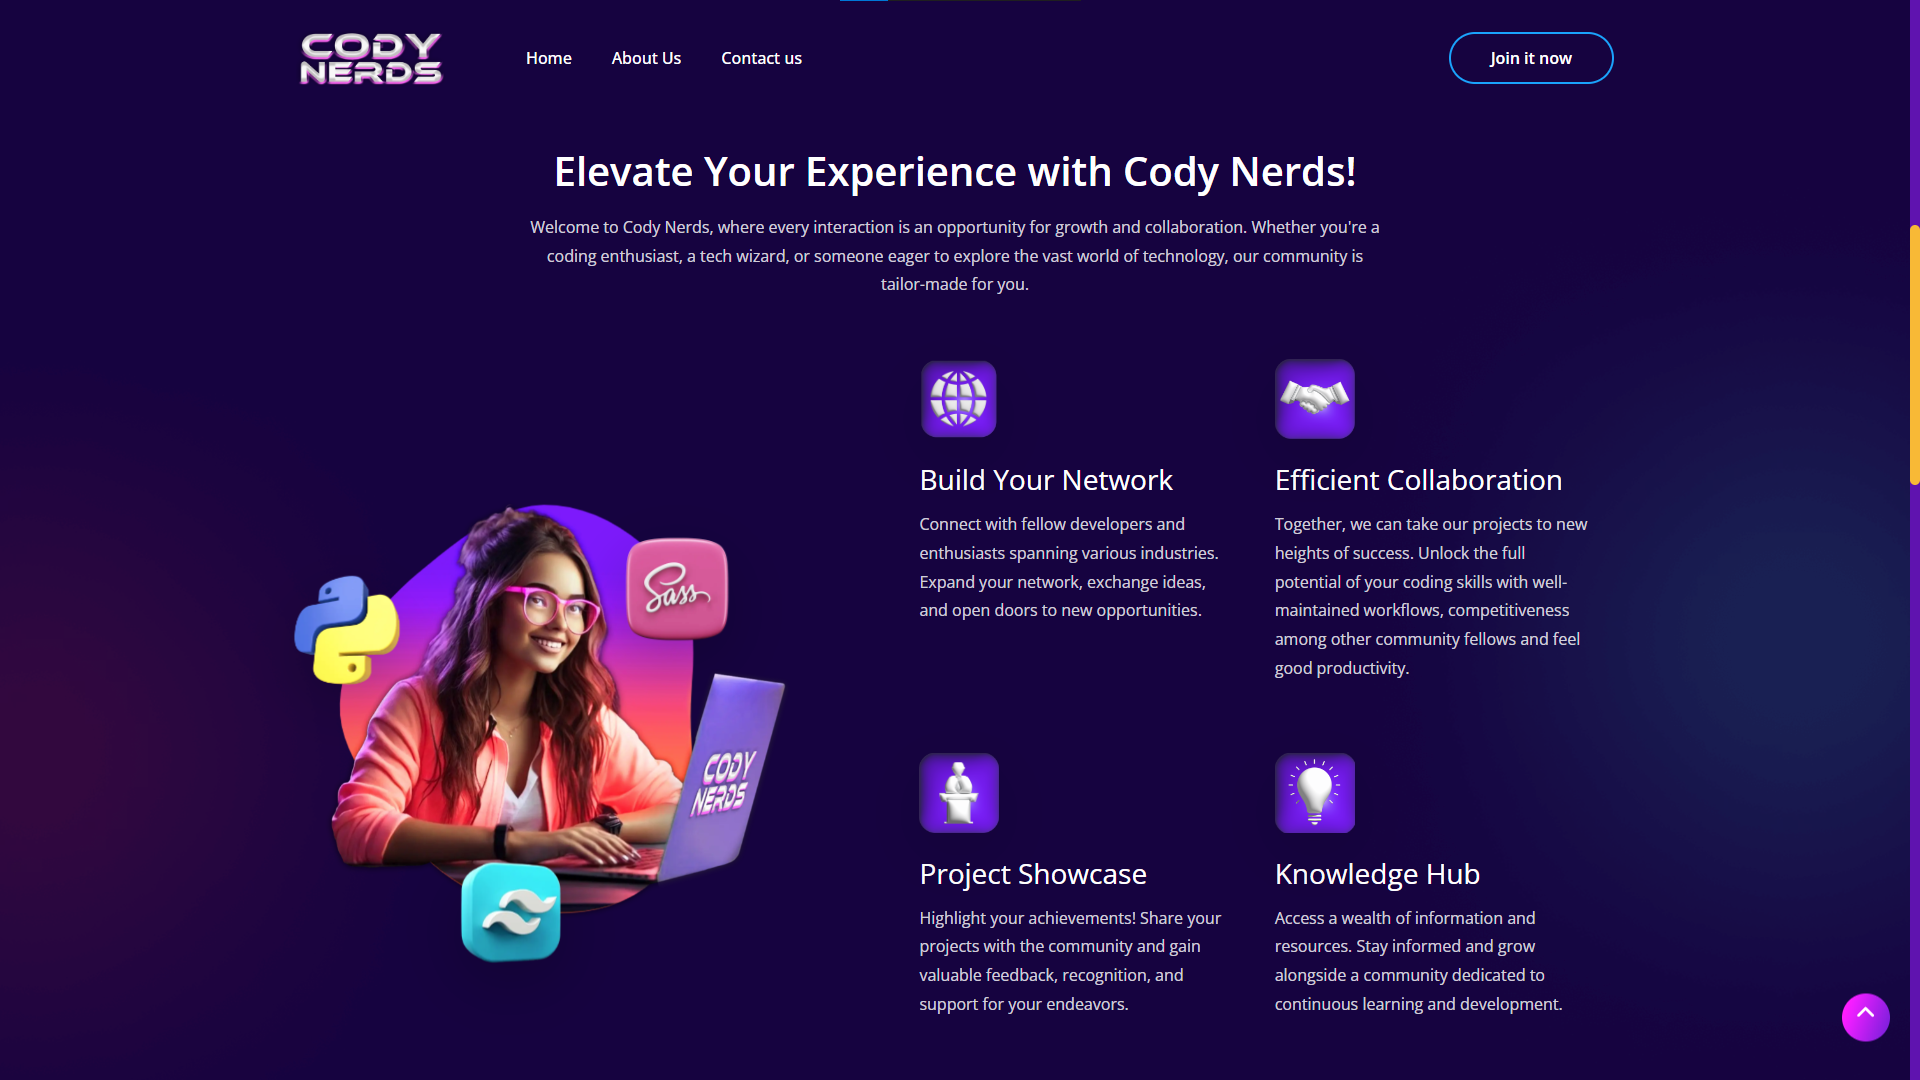 CODY
NERDS
Home
About Us
Contact us
Join it now
Elevate Your Experience with Cody Nerds!
Welcome to Cody Nerds, where every interaction is an opportunity for growth and collaboration. Whether you're a
coding enthusiast, a tech wizard, or someone eager to explore the vast world of technology, our community is
tailor-made for you.
Sass
CODY
NERDS
Build Your Network
Connect with fellow developers and
enthusiasts spanning various industries.
Expand your network, exchange ideas,
and open doors to new opportunities.
Efficient Collaboration
Together, we can take our projects to new
heights of success. Unlock the full
potential of your coding skills with well-
maintained workflows, competitiveness
among other community fellows and feel
good productivity.
Project Showcase
Highlight your achievements! Share your
projects with the community and gain
valuable feedback, recognition, and
support for your endeavors.
Knowledge Hub
Access a wealth of information and
resources. Stay informed and grow
alongside a community dedicated to
continuous learning and development.